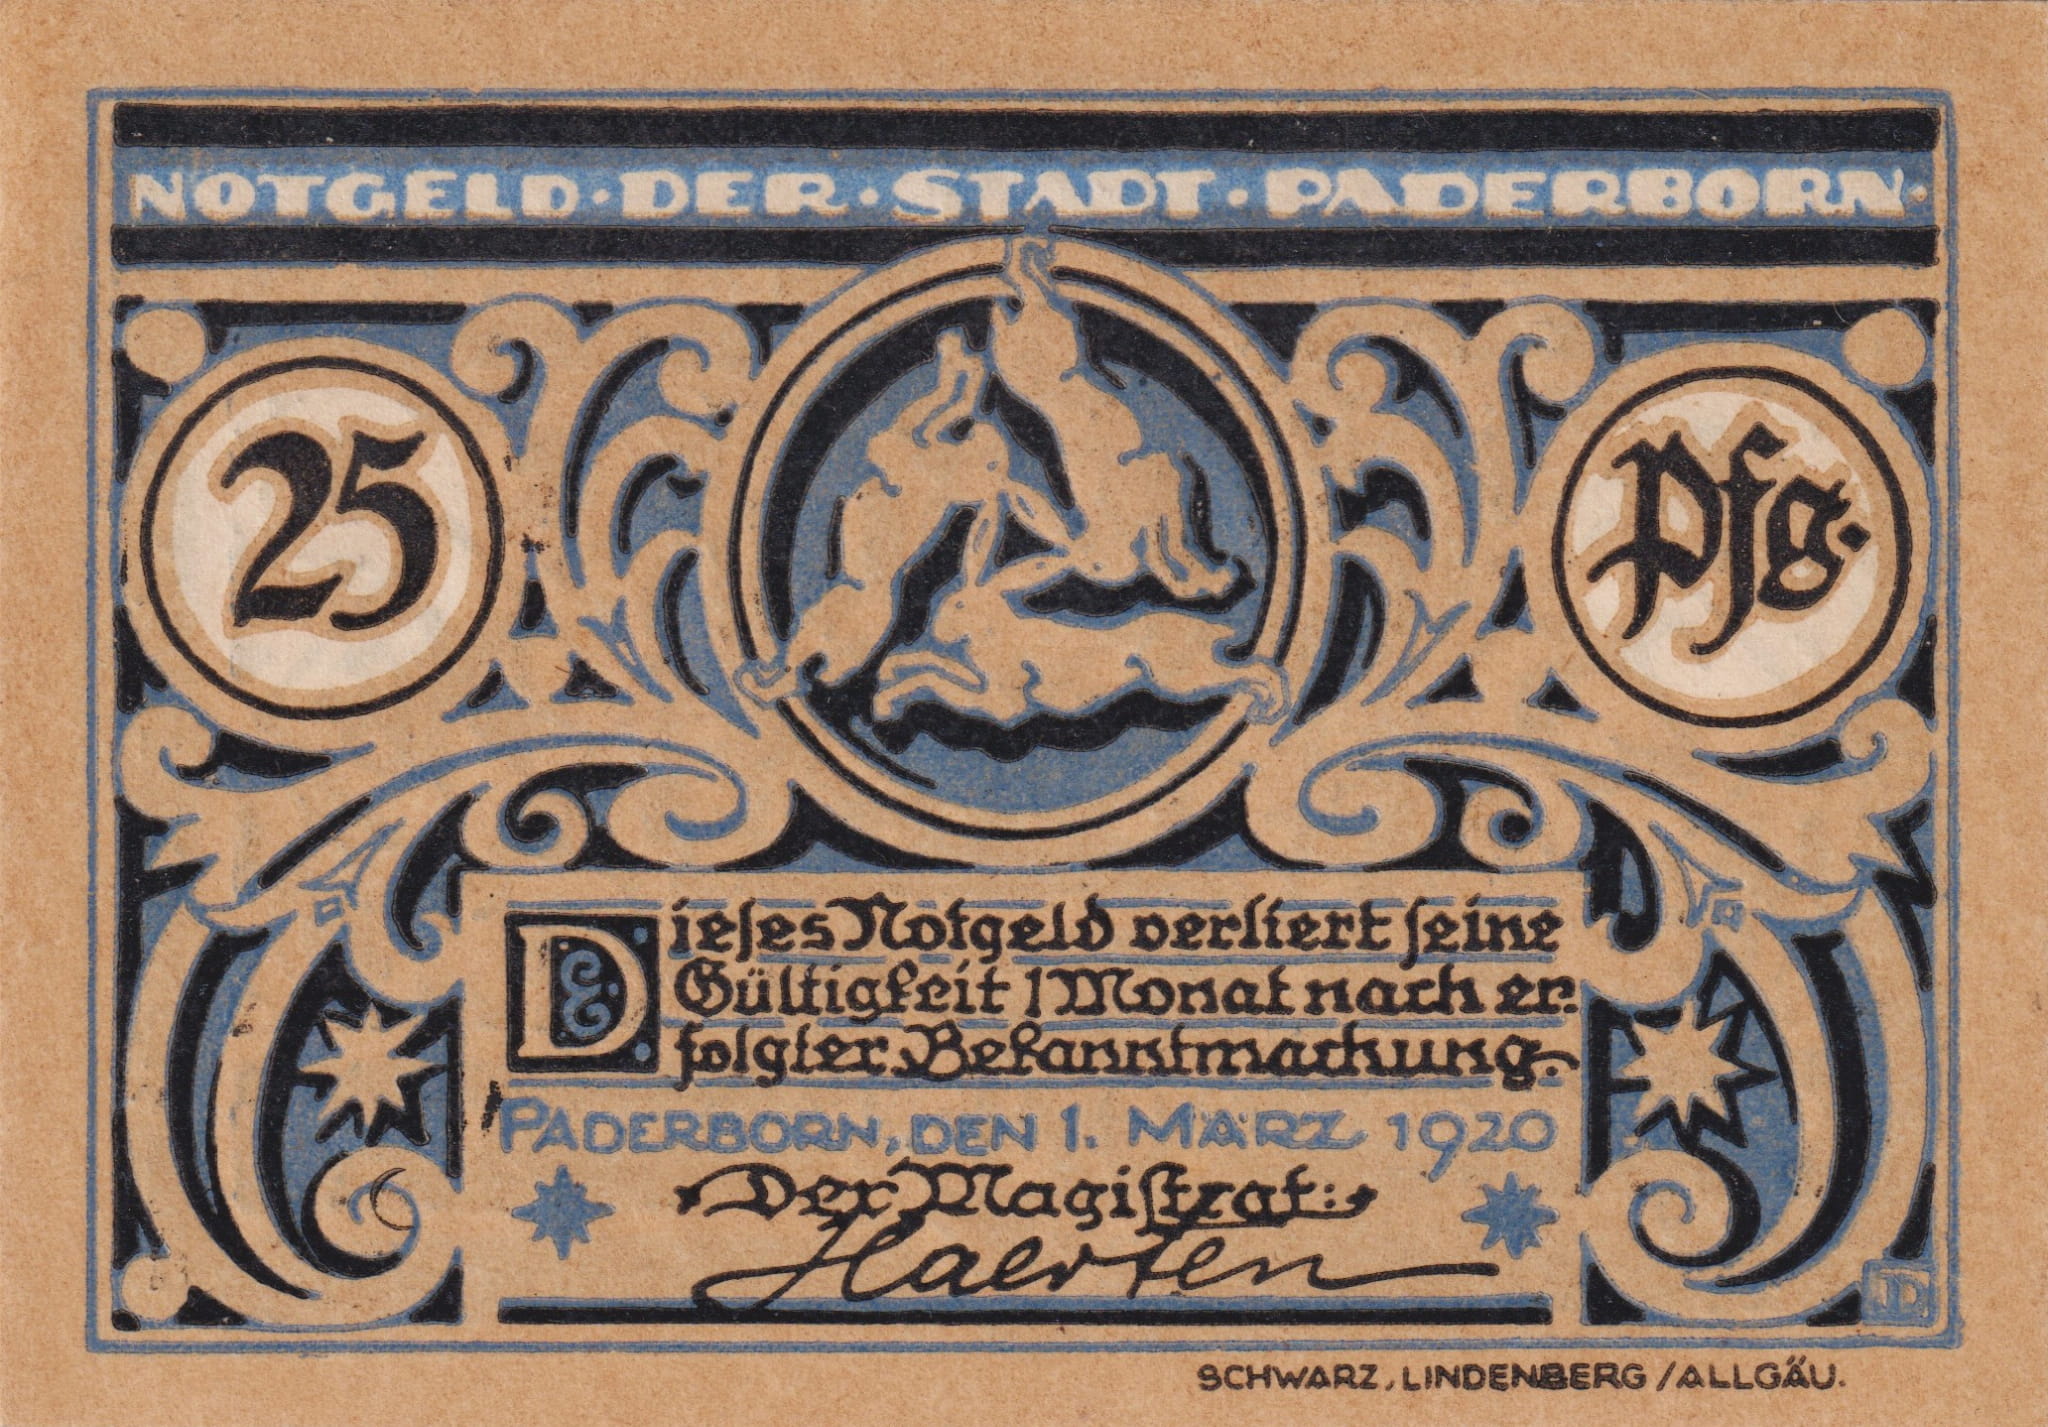 NOTGELD · DER · STADT · PADERBORN ·
25
Pfg.
Dieses Notgeld verliert seine
Gültigkeit 1 Monat nach er-
folgter Bekanntmachung.
PADERBORN, DEN 1. MÄRZ 1920
Der Magistrat:
Haerten
SCHWARZ, LINDENBERG / ALLGÄU.